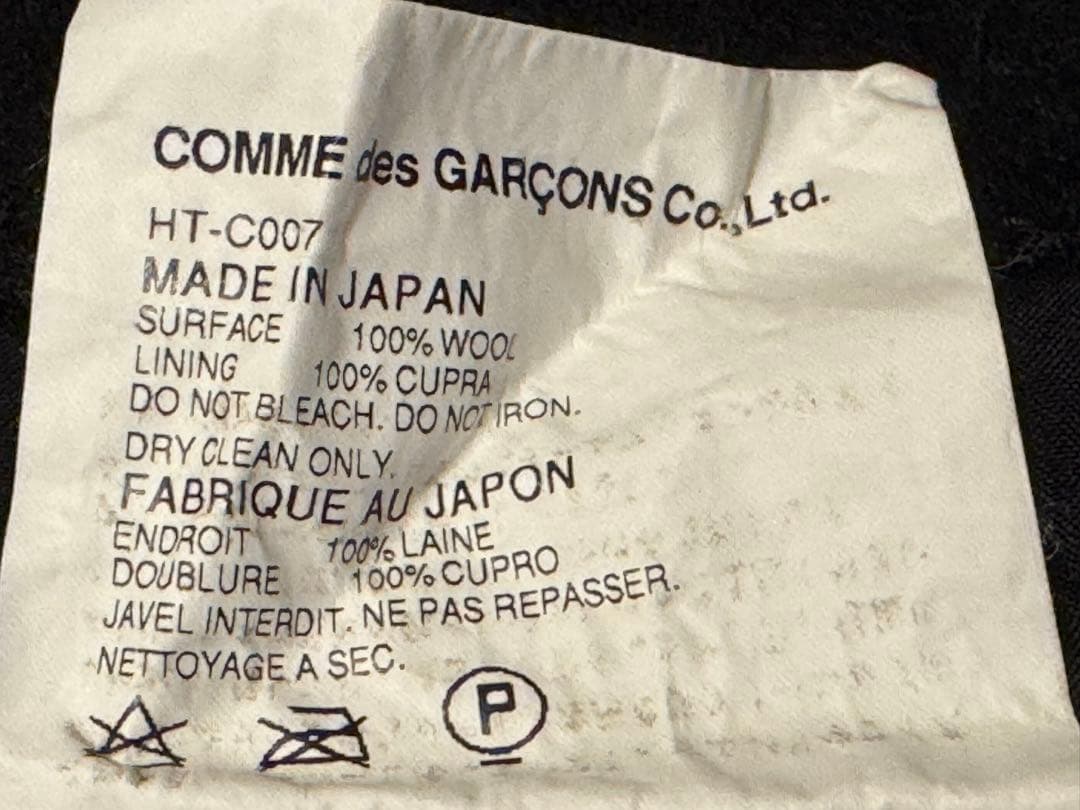 COMME des GARÇONS Co.,Ltd.
HT-C007
MADE IN JAPAN
SURFACE 100% WOOL
LINING 100% CUPRA
DO NOT BLEACH. DO NOT IRON.
DRY CLEAN ONLY.
FABRIQUE AU JAPON
ENDROIT 100% LAINE
DOUBLURE 100% CUPRO
JAVEL INTERDIT. NE PAS REPASSER.
NETTOYAGE A SEC.
P